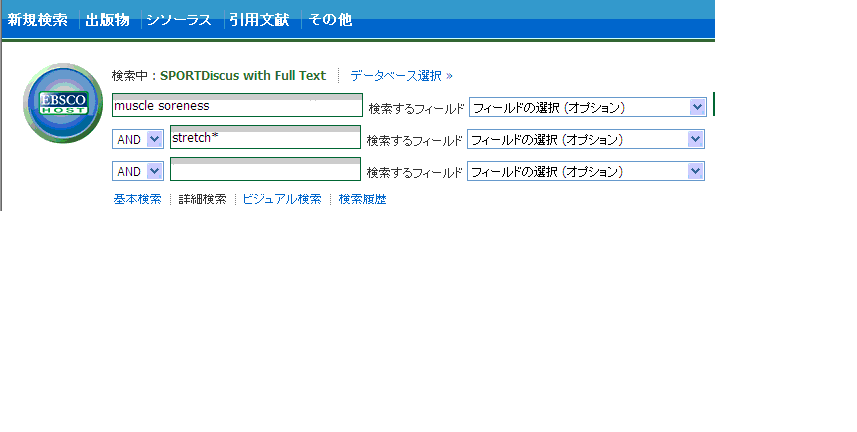 新規検索 出版物 シソーラス 引用文献 その他
検索中 : SPORTDiscus with Full Text データベース選択 »
EBSCO
HOST
muscle soreness 検索するフィールド フィールドの選択 (オプション)
AND stretch* 検索するフィールド フィールドの選択 (オプション)
AND 検索するフィールド フィールドの選択 (オプション)
基本検索 詳細検索 ビジュアル検索 検索履歴